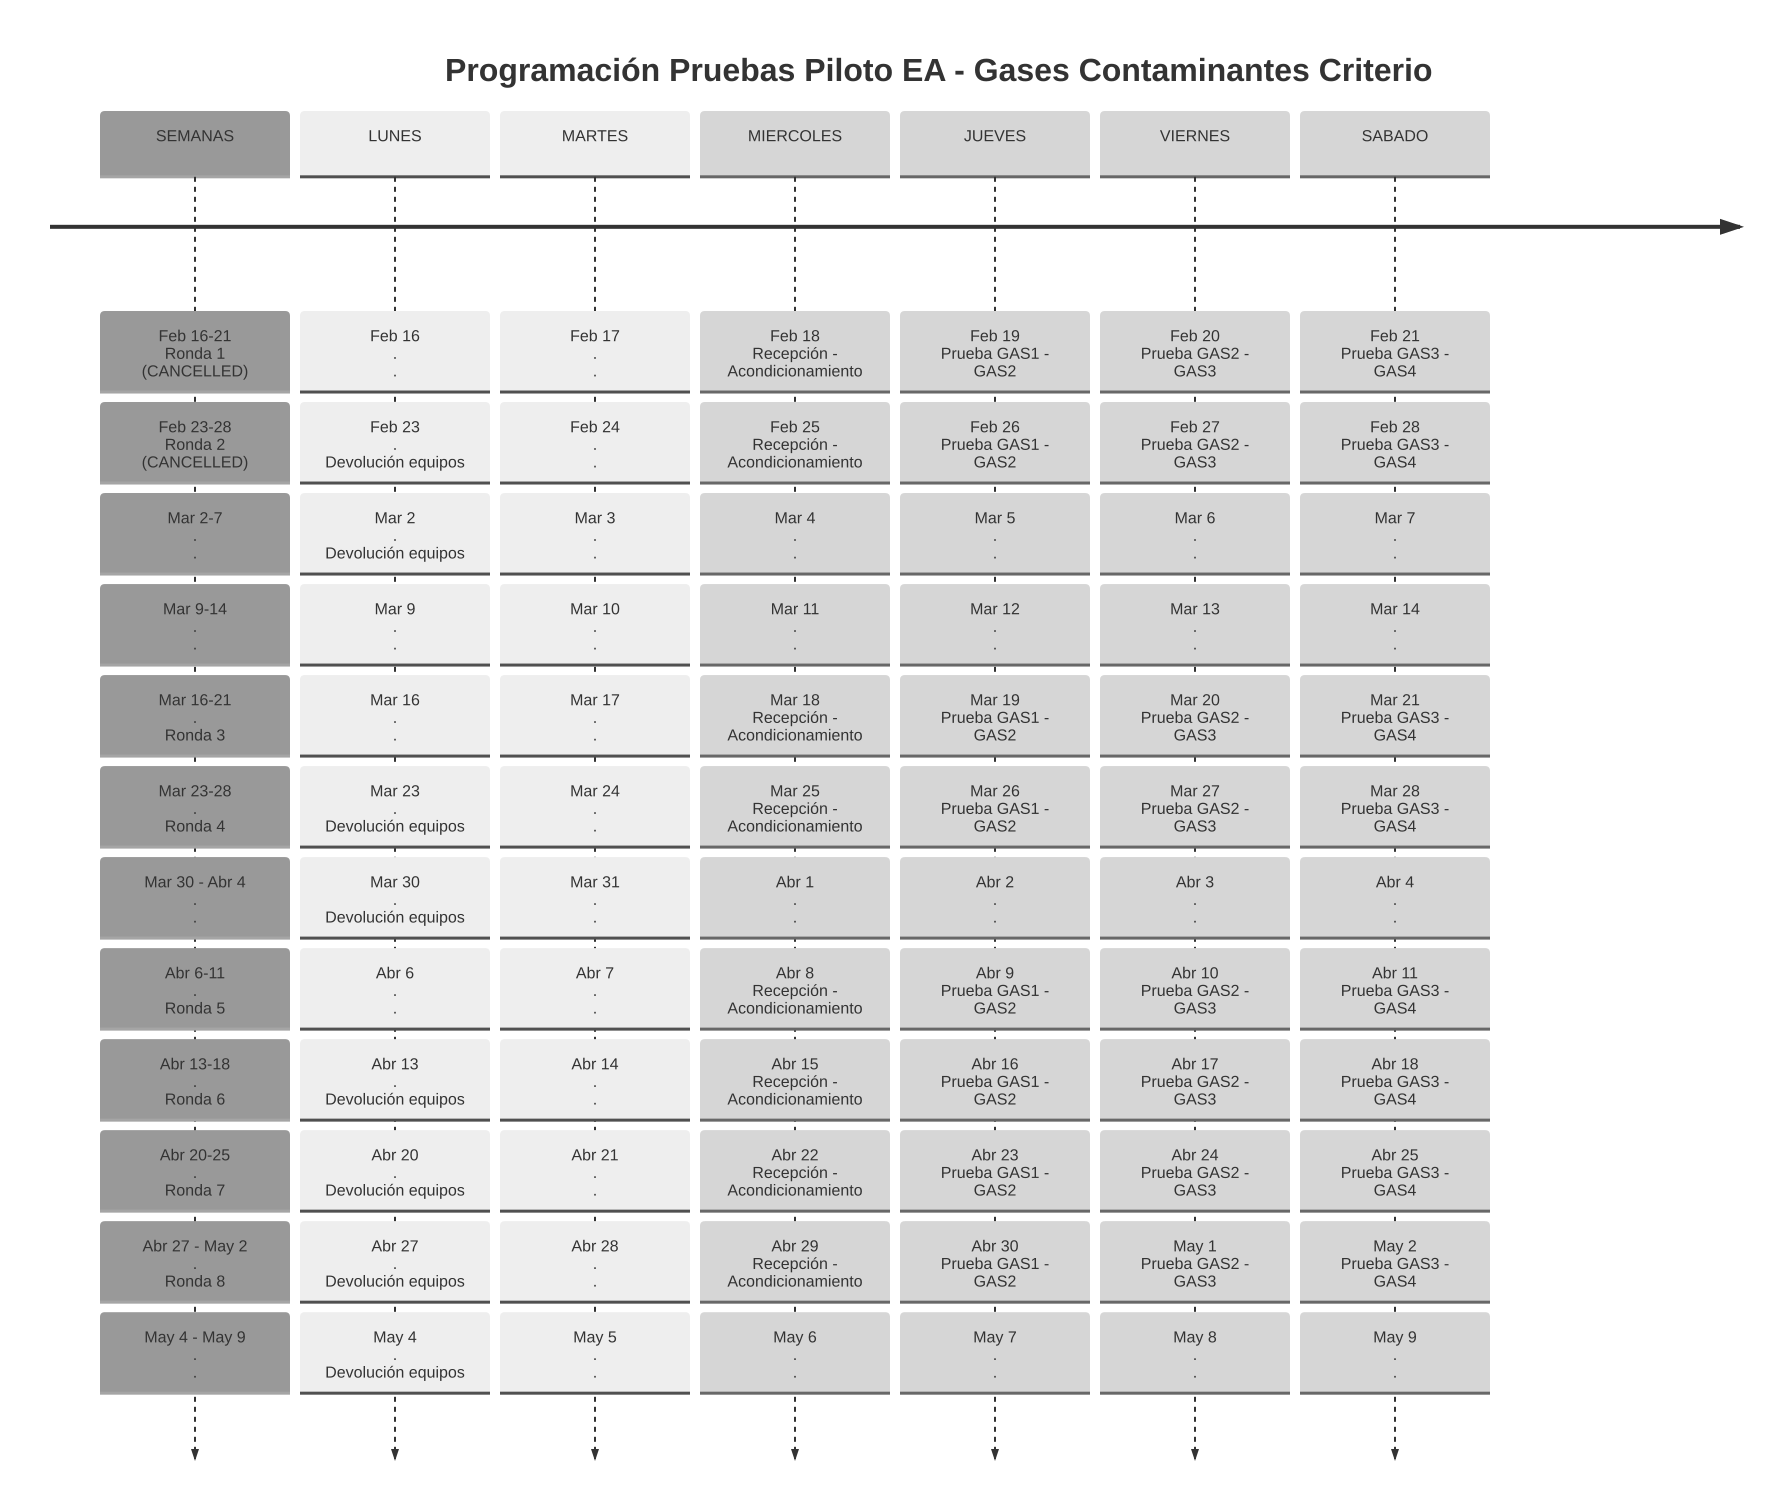 Programación Pruebas Piloto EA - Gases Contaminantes Criterio
SEMANAS
LUNES
MARTES
MIERCOLES
JUEVES
VIERNES
SABADO
Feb 16-21
Ronda 1
(CANCELLED)
Feb 16
.
.
Feb 17
.
.
Feb 18
Recepción -
Acondicionamiento
Feb 19
Prueba GAS1 -
GAS2
Feb 20
Prueba GAS2 -
GAS3
Feb 21
Prueba GAS3 -
GAS4
Feb 23-28
Ronda 2
(CANCELLED)
Feb 23
.
Devolución equipos
Feb 24
.
.
Feb 25
Recepción -
Acondicionamiento
Feb 26
Prueba GAS1 -
GAS2
Feb 27
Prueba GAS2 -
GAS3
Feb 28
Prueba GAS3 -
GAS4
Mar 2-7
.
.
Mar 2
.
Devolución equipos
Mar 3
.
.
Mar 4
.
.
Mar 5
.
.
Mar 6
.
.
Mar 7
.
.
Mar 9-14
.
.
Mar 9
.
.
Mar 10
.
.
Mar 11
.
.
Mar 12
.
.
Mar 13
.
.
Mar 14
.
.
Mar 16-21
.
Ronda 3
Mar 16
.
.
Mar 17
.
.
Mar 18
Recepción -
Acondicionamiento
Mar 19
Prueba GAS1 -
GAS2
Mar 20
Prueba GAS2 -
GAS3
Mar 21
Prueba GAS3 -
GAS4
Mar 23-28
.
Ronda 4
Mar 23
.
Devolución equipos
Mar 24
.
.
Mar 25
Recepción -
Acondicionamiento
Mar 26
Prueba GAS1 -
GAS2
Mar 27
Prueba GAS2 -
GAS3
Mar 28
Prueba GAS3 -
GAS4
Mar 30 - Abr 4
.
.
Mar 30
.
Devolución equipos
Mar 31
.
.
Abr 1
.
.
Abr 2
.
.
Abr 3
.
.
Abr 4
.
.
Abr 6-11
.
Ronda 5
Abr 6
.
.
Abr 7
.
.
Abr 8
Recepción -
Acondicionamiento
Abr 9
Prueba GAS1 -
GAS2
Abr 10
Prueba GAS2 -
GAS3
Abr 11
Prueba GAS3 -
GAS4
Abr 13-18
.
Ronda 6
Abr 13
.
Devolución equipos
Abr 14
.
.
Abr 15
Recepción -
Acondicionamiento
Abr 16
Prueba GAS1 -
GAS2
Abr 17
Prueba GAS2 -
GAS3
Abr 18
Prueba GAS3 -
GAS4
Abr 20-25
.
Ronda 7
Abr 20
.
Devolución equipos
Abr 21
.
.
Abr 22
Recepción -
Acondicionamiento
Abr 23
Prueba GAS1 -
GAS2
Abr 24
Prueba GAS2 -
GAS3
Abr 25
Prueba GAS3 -
GAS4
Abr 27 - May 2
.
Ronda 8
Abr 27
.
Devolución equipos
Abr 28
.
.
Abr 29
Recepción -
Acondicionamiento
Abr 30
Prueba GAS1 -
GAS2
May 1
Prueba GAS2 -
GAS3
May 2
Prueba GAS3 -
GAS4
May 4 - May 9
.
.
May 4
.
Devolución equipos
May 5
.
.
May 6
.
.
May 7
.
.
May 8
.
.
May 9
.
.